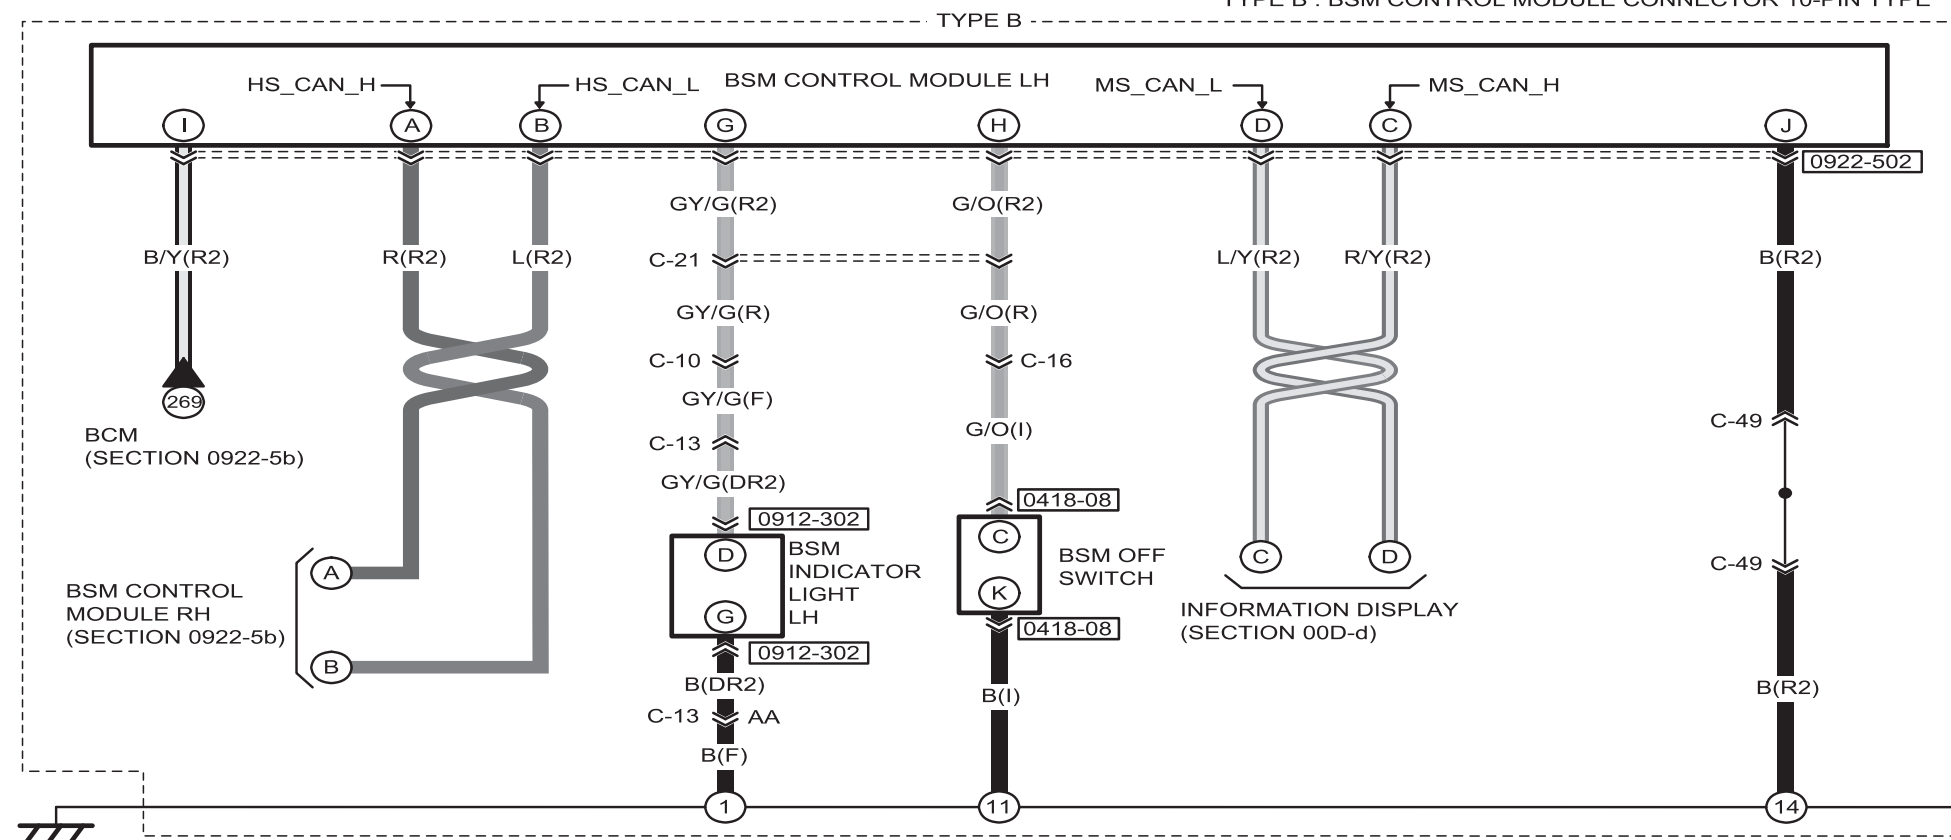 TYPE B : BSM CONTROL MODULE CONNECTOR 16-PIN TYPE
TYPE B
HS_CAN_H
HS_CAN_L
BSM CONTROL MODULE LH
MS_CAN_L
MS_CAN_H
I
A
B
G
H
D
C
J
0922-502
GY/G(R2)
G/O(R2)
B/Y(R2)
R(R2)
L(R2)
C-21
L/Y(R2)
R/Y(R2)
B(R2)
GY/G(R)
G/O(R)
C-10
C-16
269
GY/G(F)
C-49
BCM
(SECTION 0922-5b)
G/O(I)
C-13
GY/G(DR2)
0418-08
0912-302
C
D
BSM
INDICATOR
LIGHT
LH
G
BSM OFF
SWITCH
K
C
D
C-49
A
BSM CONTROL
MODULE RH
(SECTION 0922-5b)
B
INFORMATION DISPLAY
(SECTION 00D-d)
0418-08
0912-302
B(DR2)
B(I)
B(R2)
C-13
AA
B(F)
1
11
14